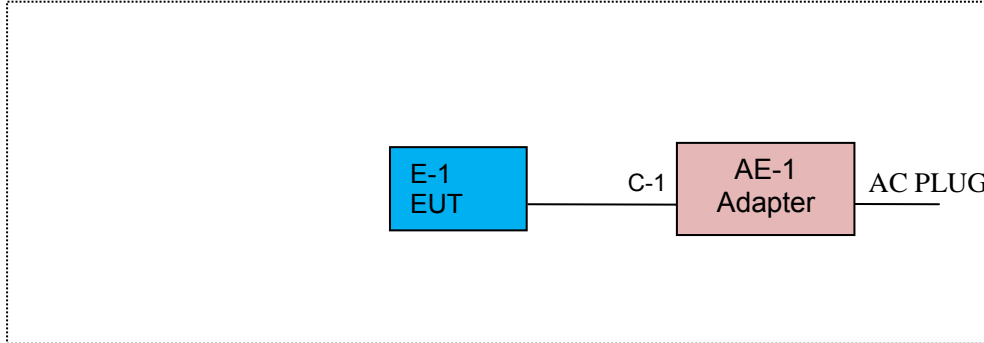 E-1
EUT
C-1
AE-1
Adapter
AC PLUG